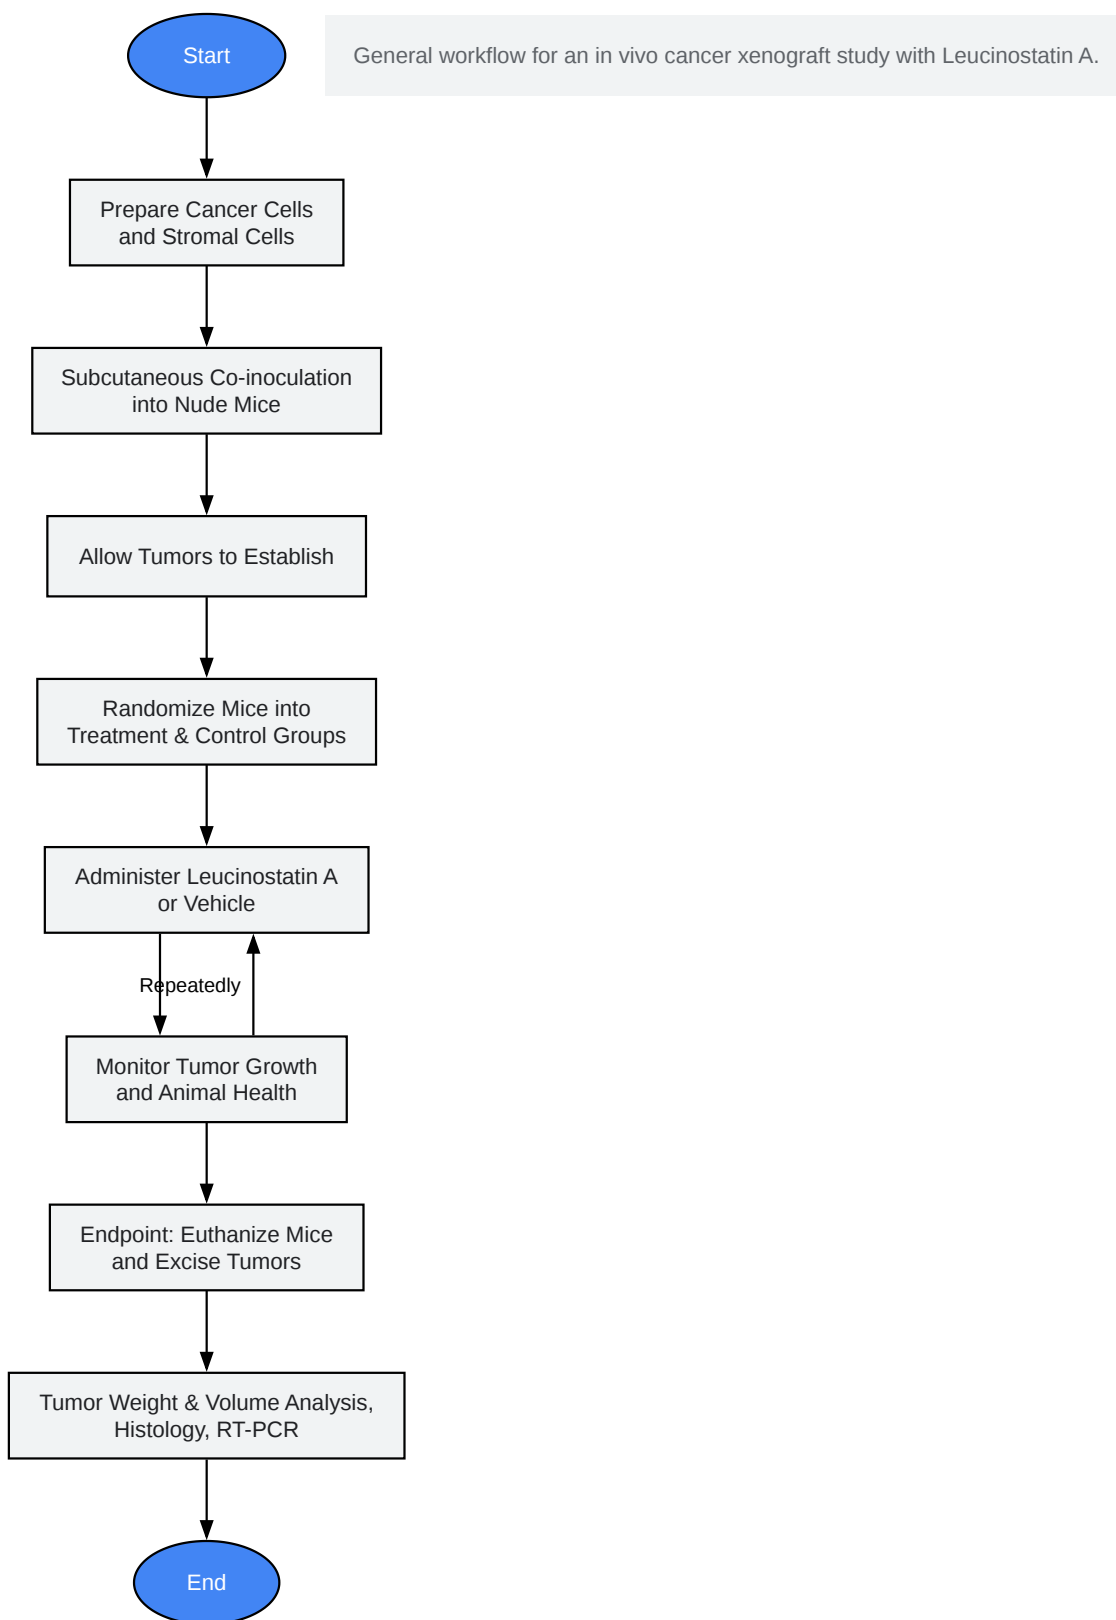 Start
General workflow for an in vivo cancer xenograft study with Leucinostatin A.
Prepare Cancer Cells
and Stromal Cells
Subcutaneous Co-inoculation
into Nude Mice
Allow Tumors to Establish
Randomize Mice into
Treatment & Control Groups
Administer Leucinostatin A
or Vehicle
Repeatedly
Monitor Tumor Growth
and Animal Health
Endpoint: Euthanize Mice
and Excise Tumors
Tumor Weight & Volume Analysis,
Histology, RT-PCR
End